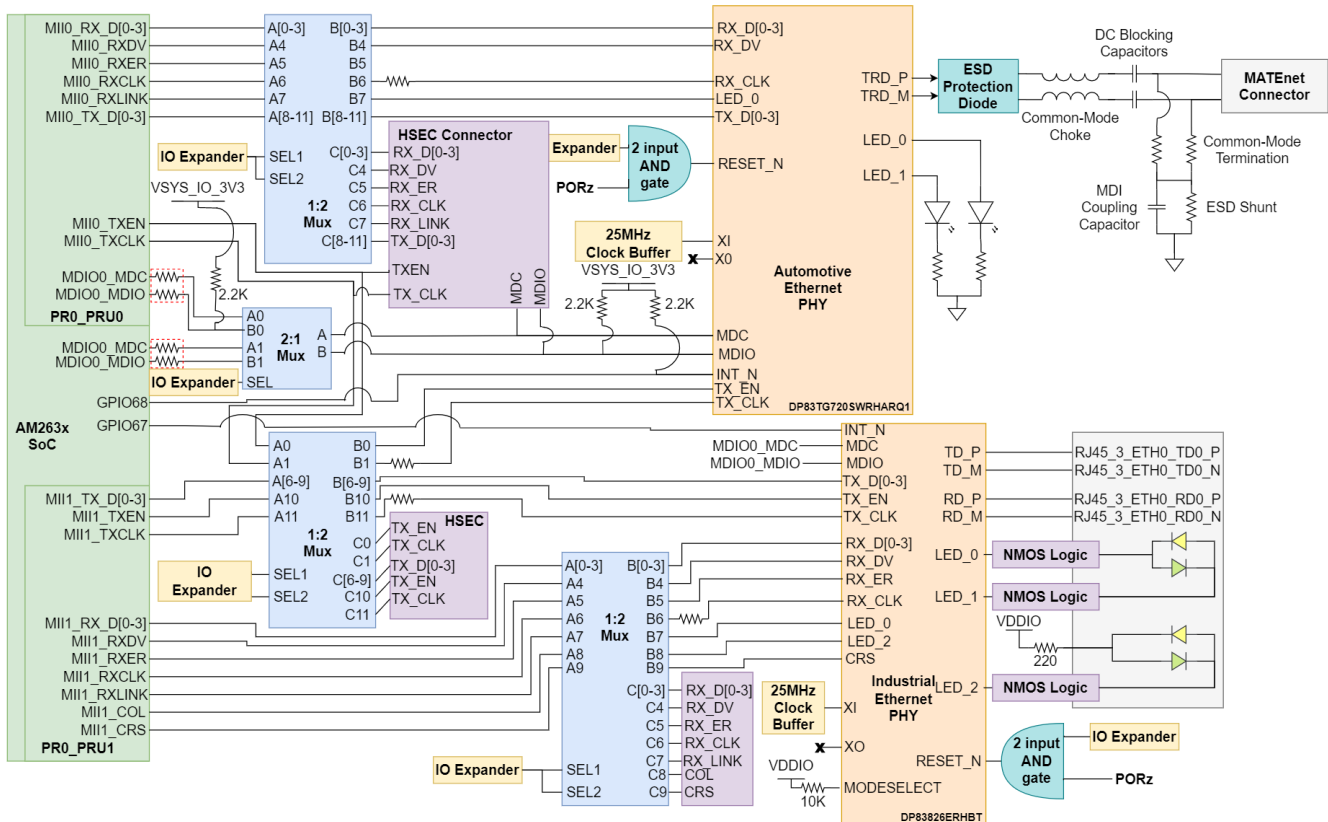 MII0_RX_D[0-3]
MII0_RXDV
MII0_RXER
MII0_RXCLK
MII0_RXLINK
MII0_TX_D[0-3]
MII0_TXEN
MII0_TXCLK
MDIO0_MDC
MDIO0_MDIO
PR0_PRU0
MDIO0_MDC
MDIO0_MDIO
GPIO68
GPIO67
AM263x
SoC
MII1_TX_D[0-3]
MII1_TXEN
MII1_TXCLK
MII1_RX_D[0-3]
MII1_RXDV
MII1_RXER
MII1_RXCLK
MII1_RXLINK
MII1_COL
MII1_CRS
PR0_PRU1
IO Expander
VSYS_IO_3V3
2.2K
A[0-3] B[0-3]
A4 B4
A5 B5
A6 B6
A7 B7
A[8-11] B[8-11]
SEL1
SEL2
C[0-3]
C4
C5
C6
C7
C[8-11]
1:2
Mux
HSEC Connector
RX_D[0-3]
RX_DV
RX_ER
RX_CLK
RX_LINK
TX_D[0-3]
TXEN
TX_CLK
MDC
MDIO
A0
B0
A1
B1
SEL
A
B
2:1
Mux
IO Expander
Expander
PORz
2 input
AND
gate
25MHz
Clock Buffer
VSYS_IO_3V3
2.2K
2.2K
RX_D[0-3]
RX_DV
RX_CLK
LED_0
TX_D[0-3]
RESET_N
XI
X0
MDC
MDIO
INT_N
TX_EN
TX_CLK
TRD_P
TRD_M
LED_0
LED_1
Automotive
Ethernet
PHY
DP83TG720SWRHARQ1
ESD
Protection
Diode
DC Blocking
Capacitors
Common-Mode
Choke
MATEnet
Connector
Common-Mode
Termination
MDI
Coupling
Capacitor
ESD Shunt
A0 B0
A1 B1
A[6-9] B[6-9]
A10 B10
A11 B11
1:2
Mux
C0
C1
C[6-9]
C10
C11
SEL1
SEL2
IO
Expander
HSEC
TX_EN
TX_CLK
TX_D[0-3]
TX_EN
TX_CLK
A[0-3] B[0-3]
A4 B4
A5 B5
A6 B6
A7 B7
A8 B8
A9 B9
1:2
Mux
C[0-3]
C4
C5
C6
C7
C8
C9
SEL1
SEL2
IO Expander
RX_D[0-3]
RX_DV
RX_ER
RX_CLK
RX_LINK
COL
CRS
MDIO0_MDC
MDIO0_MDIO
INT_N
MDC
MDIO
TX_D[0-3]
TX_EN
TX_CLK
RX_D[0-3]
RX_DV
RX_ER
RX_CLK
LED_0
LED_2
CRS
XI
XO
MODESELECT
25MHz
Clock
Buffer
VDDIO
10K
Industrial
Ethernet
PHY
DP83826ERHBT
TD_P
TD_M
RD_P
RD_M
LED_0
LED_1
LED_2
RESET_N
RJ45_3_ETH0_TD0_P
RJ45_3_ETH0_TD0_N
RJ45_3_ETH0_RD0_P
RJ45_3_ETH0_RD0_N
NMOS Logic
NMOS Logic
VDDIO
220
NMOS Logic
2 input
AND
gate
IO Expander
PORz